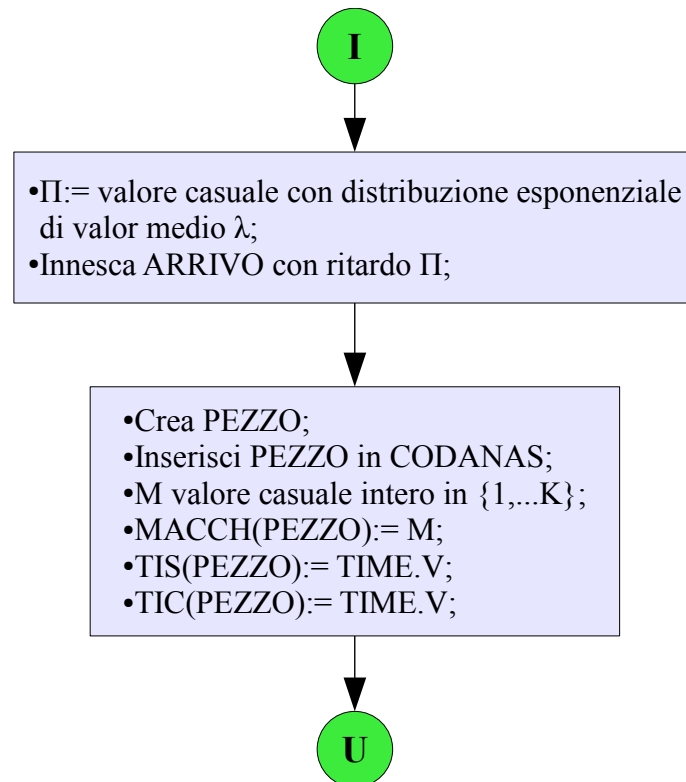 I
•Π:= valore casuale con distribuzione esponenziale
di valor medio λ;
•Innesca ARRIVO con ritardo Π;
•Crea PEZZO;
•Inserisci PEZZO in CODANAS;
•M valore casuale intero in {1,...K};
•MACCH(PEZZO):= M;
•TIS(PEZZO):= TIME.V;
•TIC(PEZZO):= TIME.V;
U